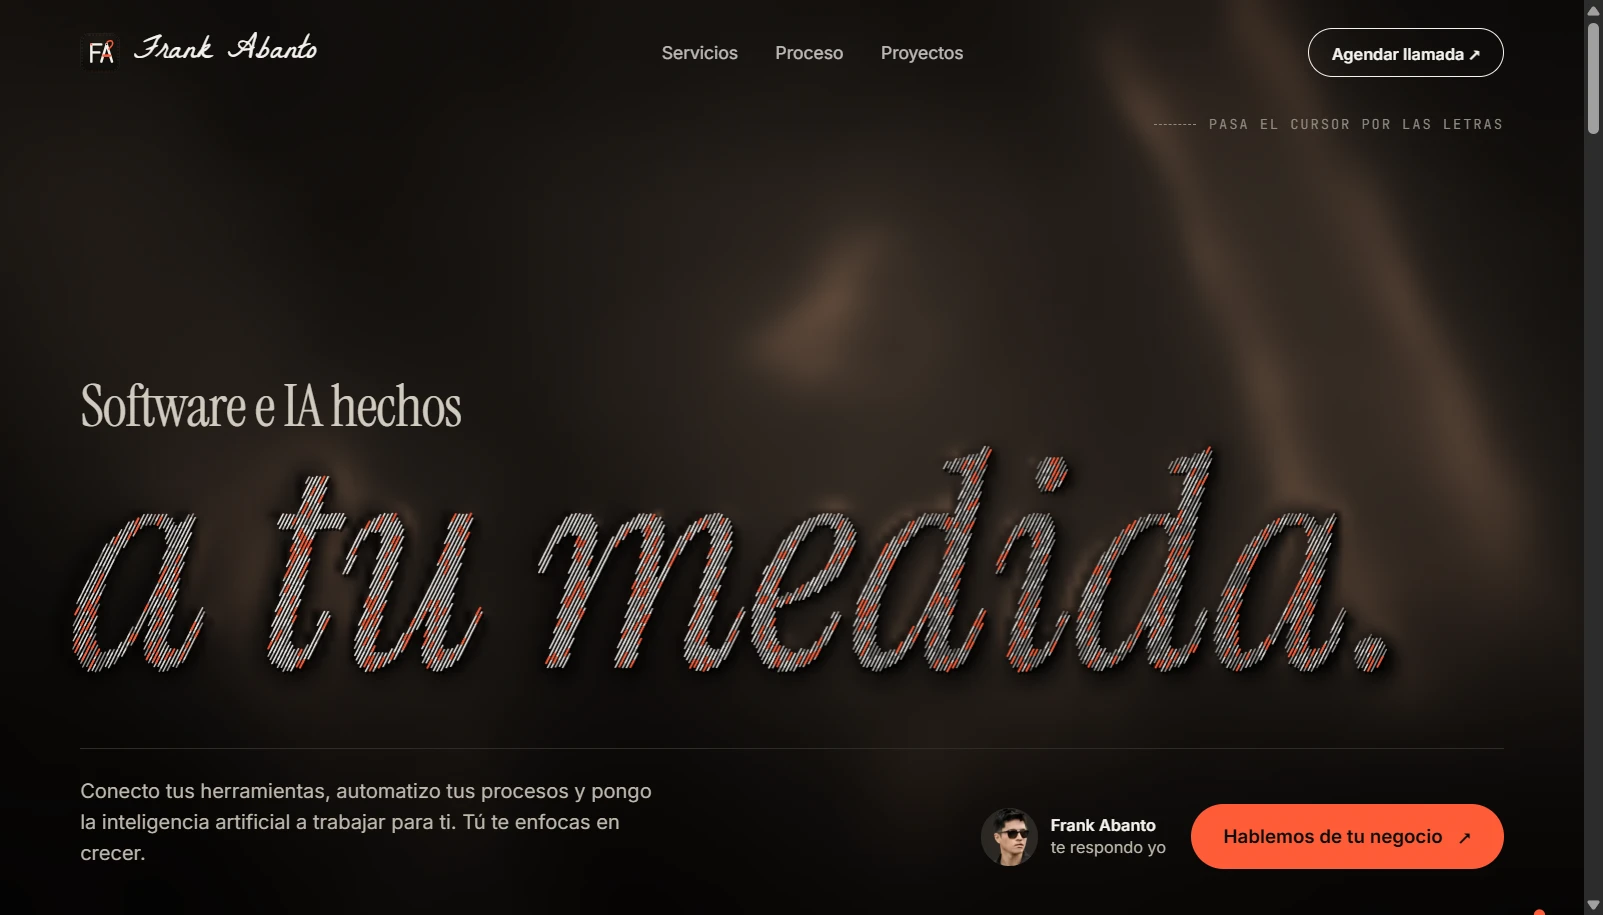 FA Frank Abanto
Servicios Proceso Proyectos
Agendar llamada ↗
PASA EL CURSOR POR LAS LETRAS
Software e IA hechos
a tu medida.
Conecto tus herramientas, automatizo tus procesos y pongo
la inteligencia artificial a trabajar para ti. Tú te enfocas en
crecer.
Frank Abanto
te respondo yo
Hablemos de tu negocio ↗